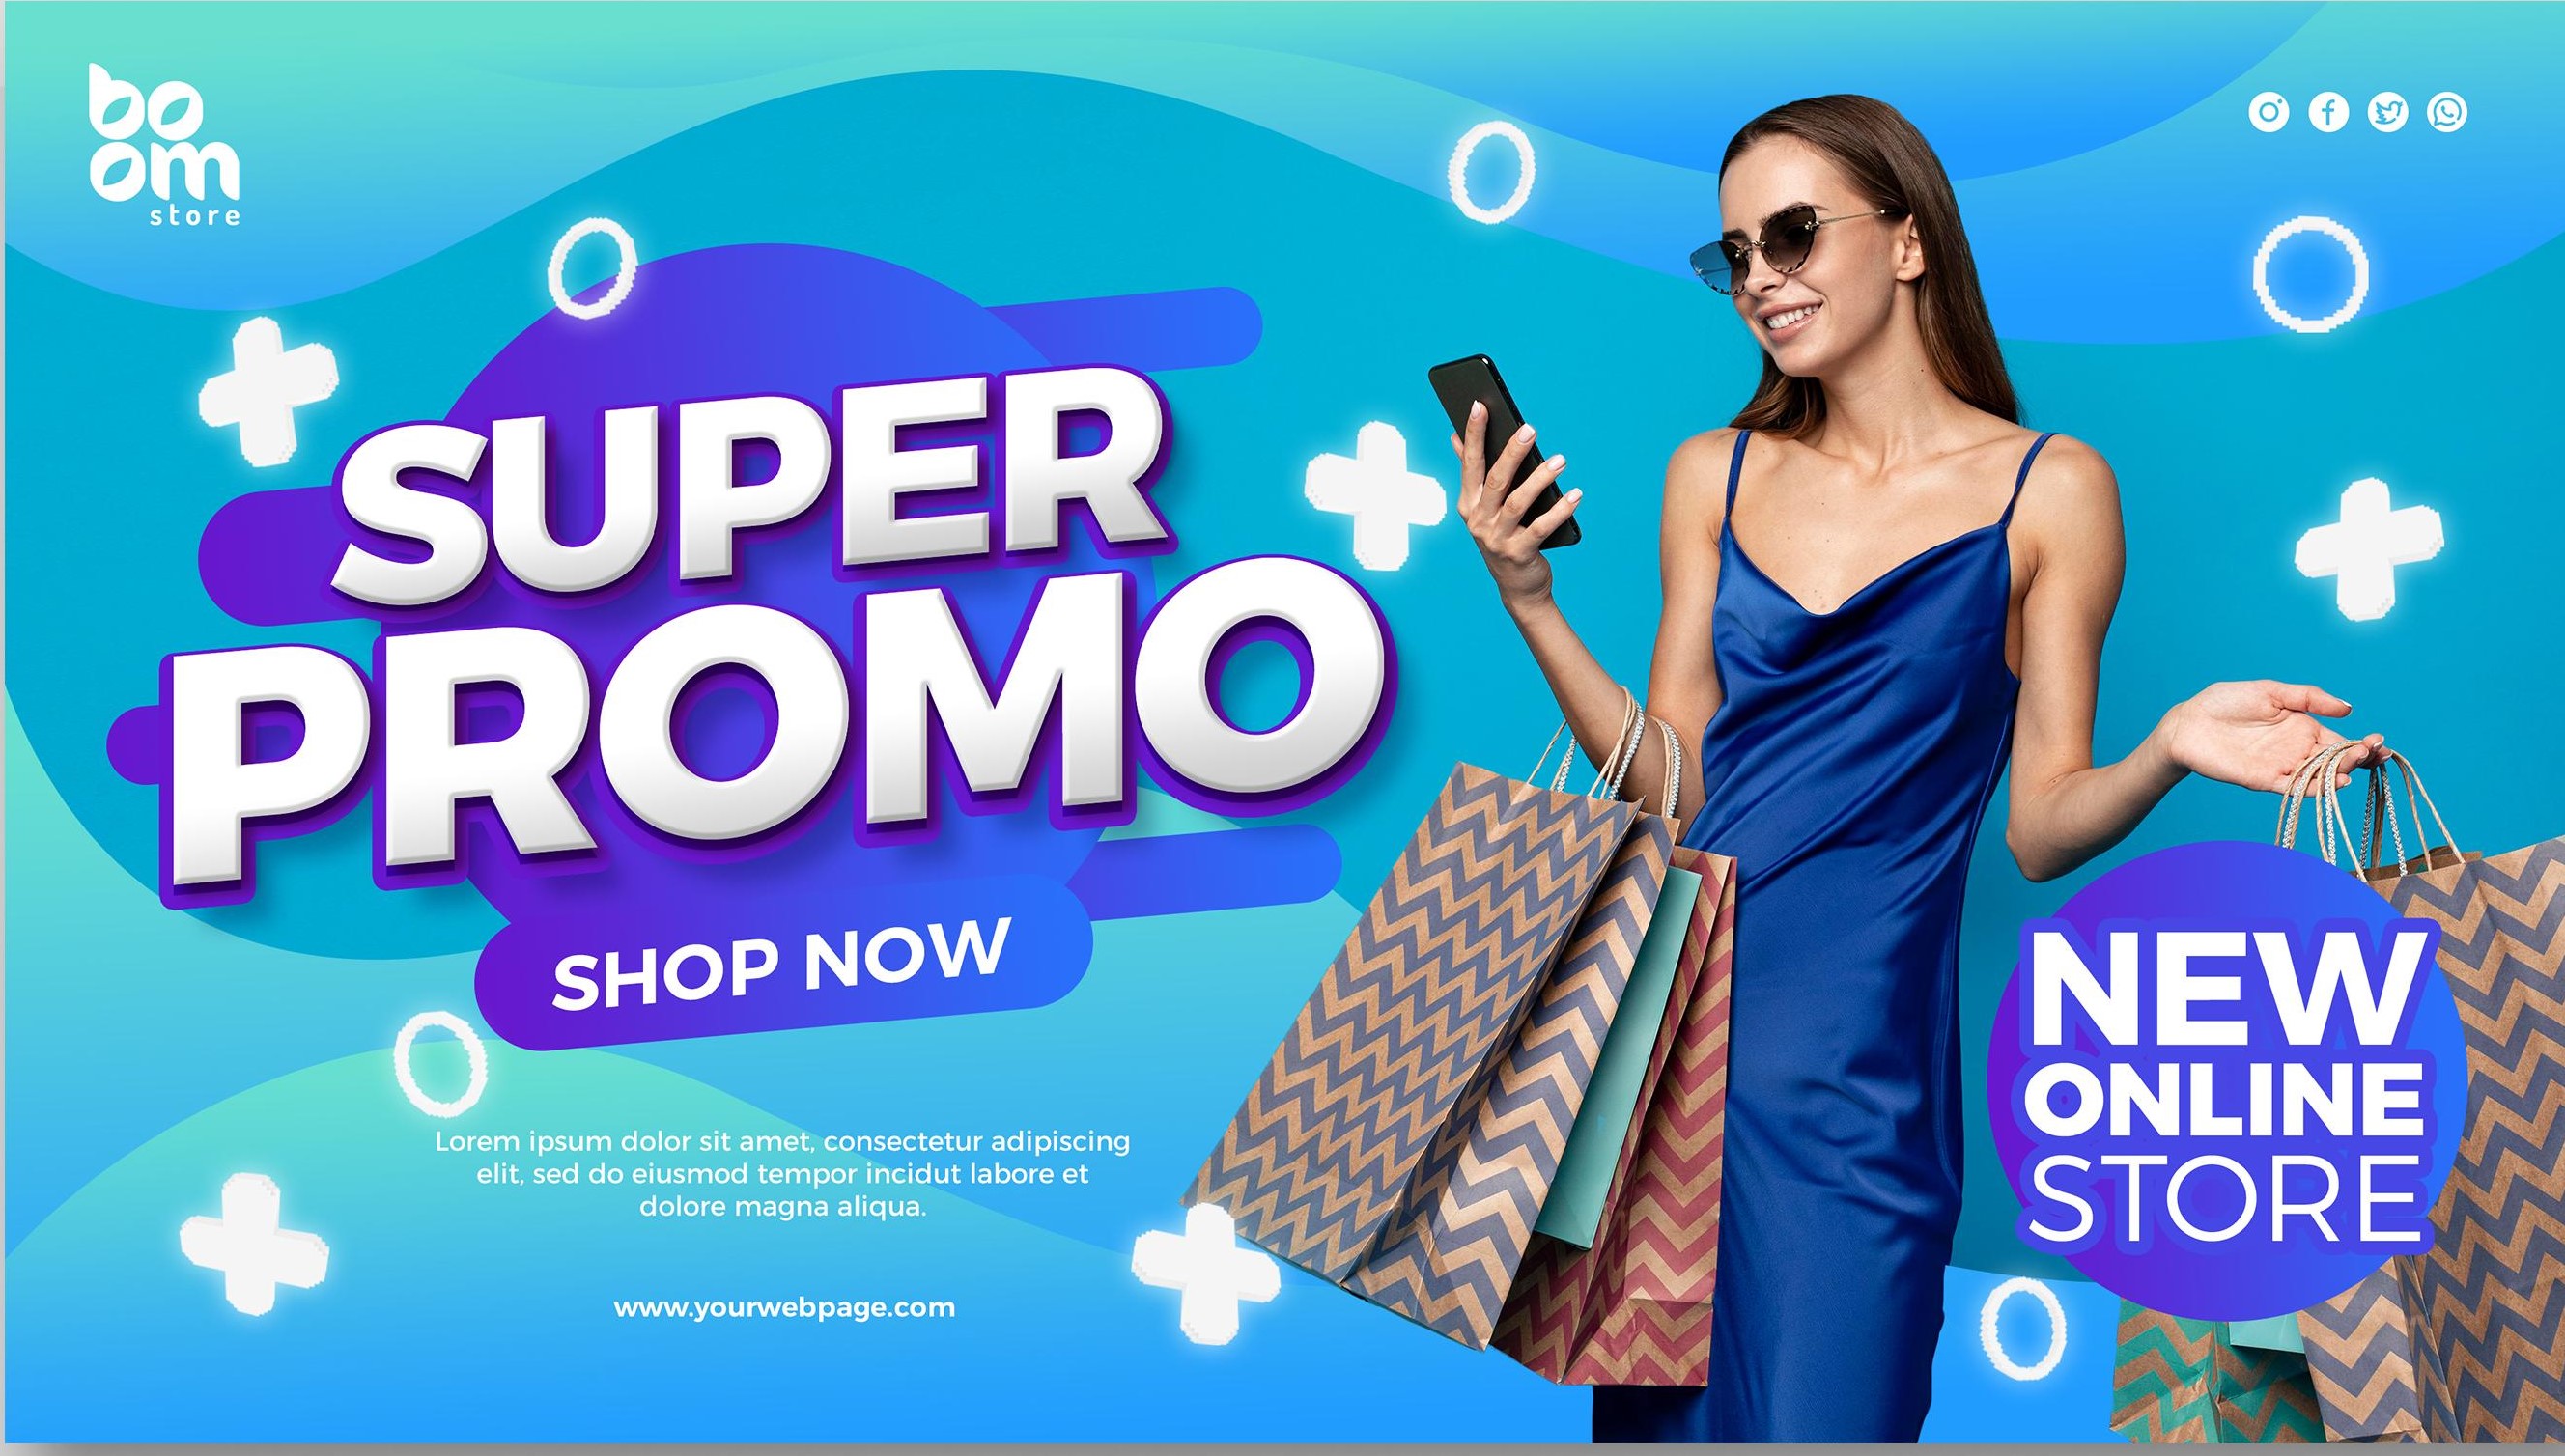 bo
om
store
SUPER
PROMO
SHOP NOW
Lorem ipsum dolor sit amet, consectetur adipiscing
elit, sed do eiusmod tempor incidut labore et
dolore magna aliqua.
www.yourwebpage.com
NEW
ONLINE
STORE